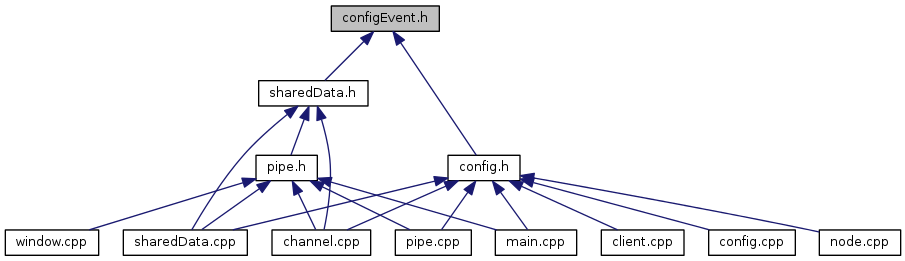 configEvent.h
sharedData.h
pipe.h
config.h
window.cpp
sharedData.cpp
channel.cpp
pipe.cpp
main.cpp
client.cpp
config.cpp
node.cpp